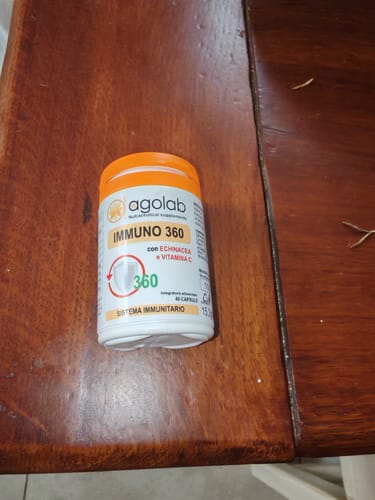 agolab
Nutraceutical supplements
IMMUNO 360
con ECHINACEA
e VITAMINA C
360
Integratore alimentare
40 CAPSULE
SISTEMA IMMUNITARIO